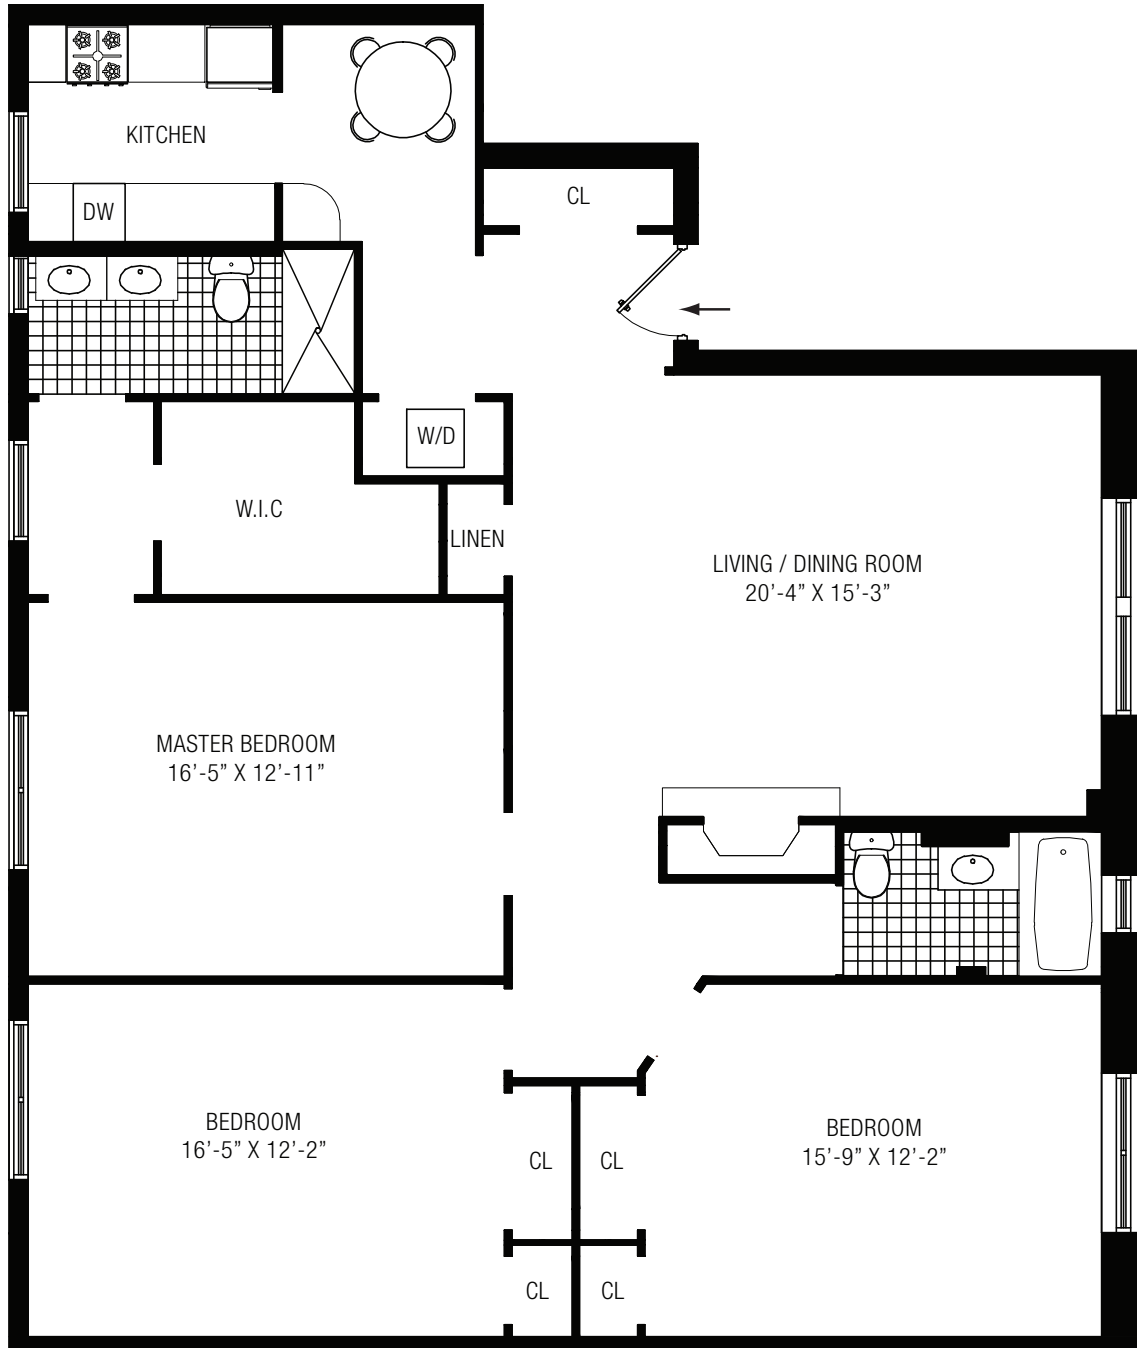 KITCHEN
DW
CL
W/D
W.I.C
LINEN
LIVING / DINING ROOM
20’-4” X 15’-3”
MASTER BEDROOM
16’-5” X 12’-11”
BEDROOM
16’-5” X 12’-2”
BEDROOM
15’-9” X 12’-2”
CL
CL
CL
CL